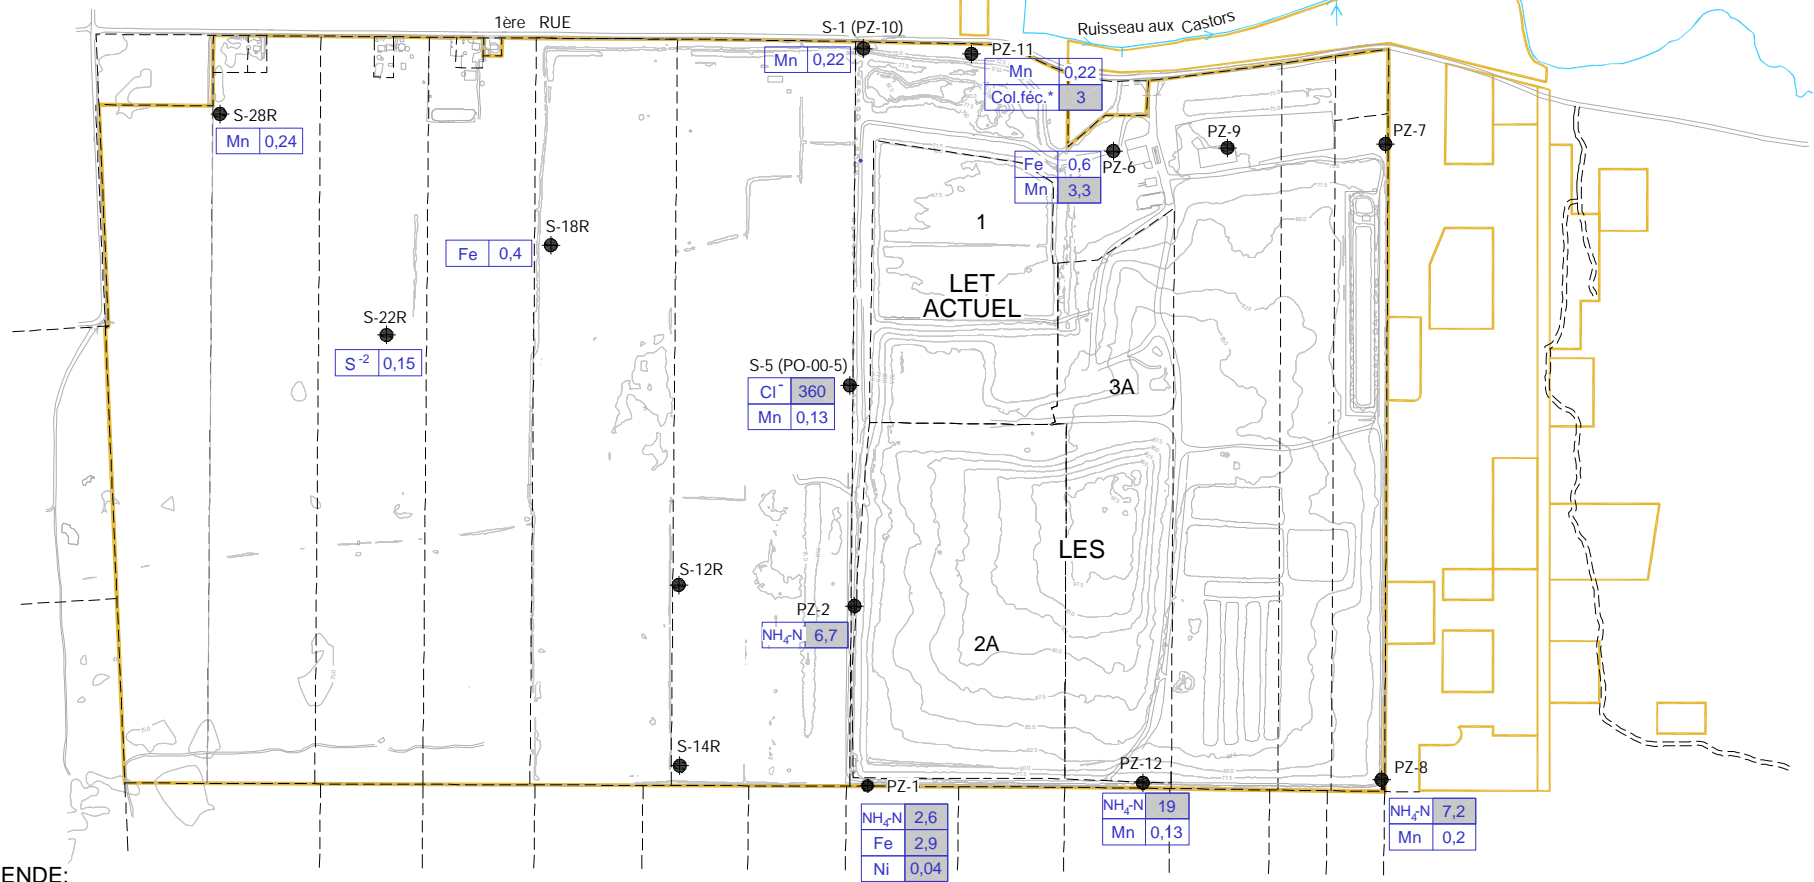 1ère RUE
S-1 (PZ-10)
Mn 0,22
PZ-11
Mn 0,22
Col.féc.* 3
Ruisseau aux Castors
S-28R
Mn 0,24
PZ-9
PZ-7
Fe 0,6
Mn 3,3
PZ-6
S-18R
Fe 0,4
1
LET
ACTUEL
S-22R
S-2 0,15
S-5 (PO-00-5)
Cl- 360
Mn 0,13
3A
LES
S-12R
PZ-2
NH4-N 6,7
2A
S-14R
PZ-1
NH4-N 2,6
Fe 2,9
Ni 0,04
PZ-12
NH4-N 19
Mn 0,13
PZ-8
NH4-N 7,2
Mn 0,2
ENDE: